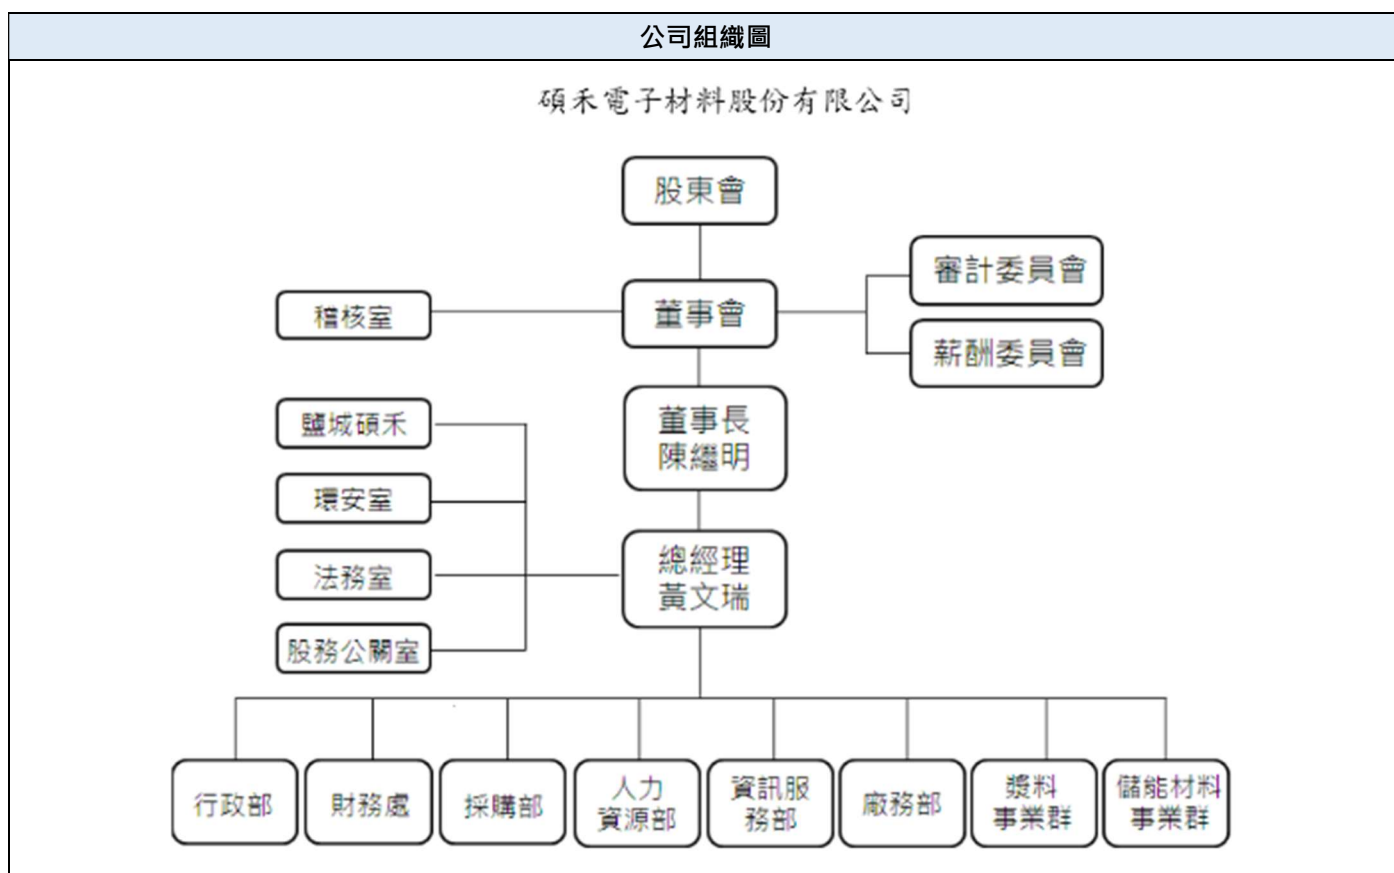 公司組織圖
碩禾電子材料股份有限公司
股東會
審計委員會
稽核室
董事會
薪酬委員會
鹽城碩禾
董事長
陳繼明
環安室
法務室
總經理
黃文瑞
股務公關室
行政部
財務處
採購部
人力
資源部
資訊服
務部
廠務部
漿料
事業群
儲能材料
事業群